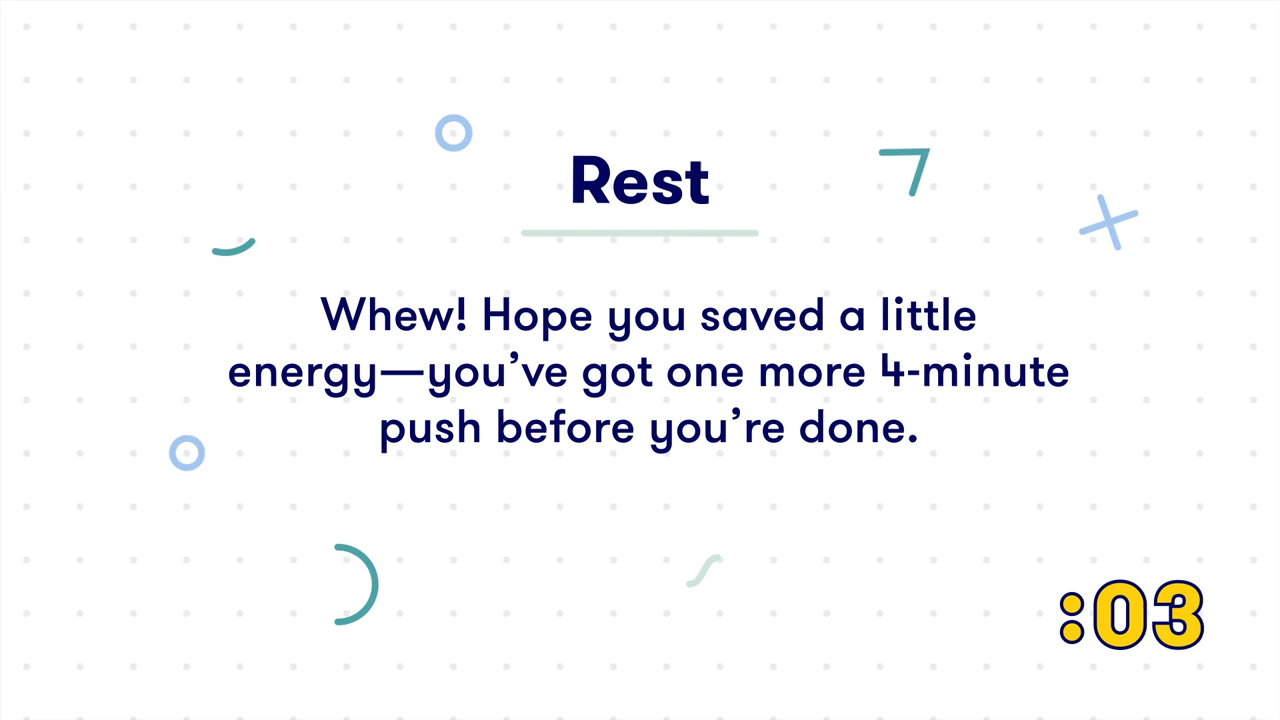 Rest
Whew! Hope you saved a little
energy—you’ve got one more 4-minute
push before you’re done.
:03